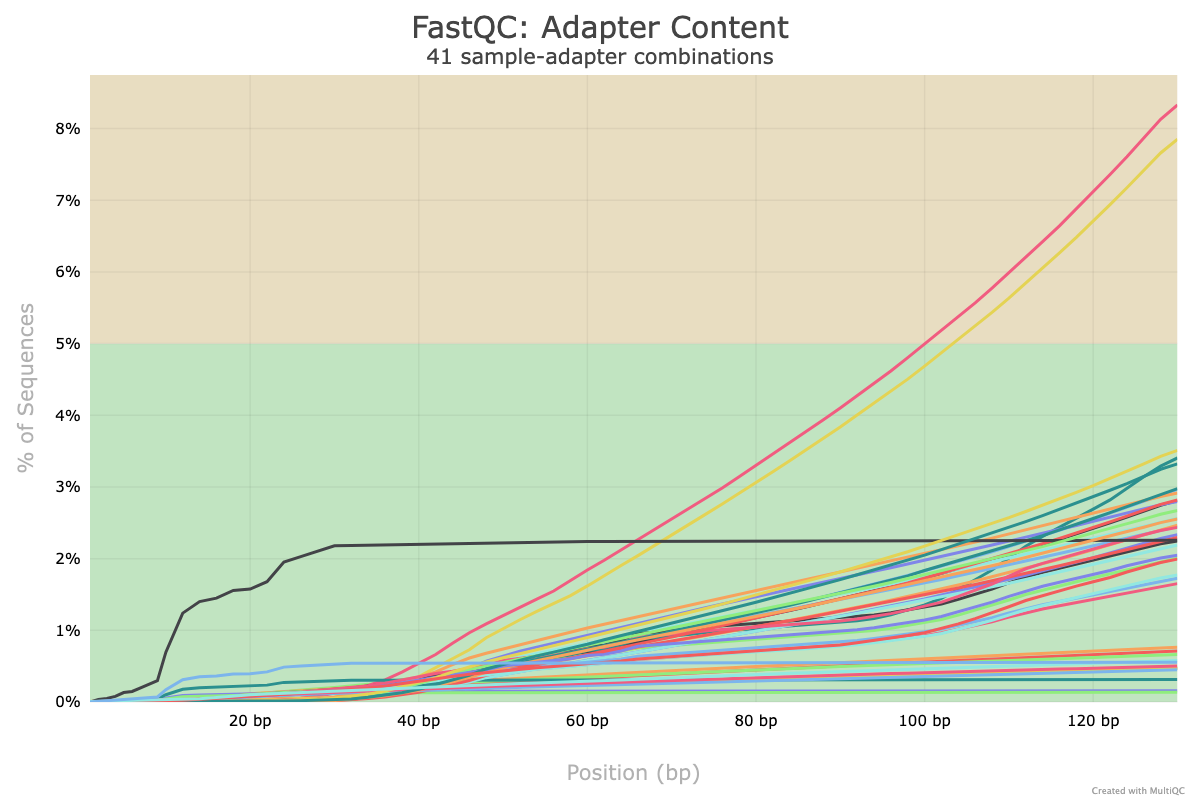 FastQC: Adapter Content
41 sample-adapter combinations
% of Sequences
8%
7%
6%
5%
4%
3%
2%
1%
0%
20 bp
40 bp
60 bp
80 bp
100 bp
120 bp
Position (bp)
Created with MultiQC